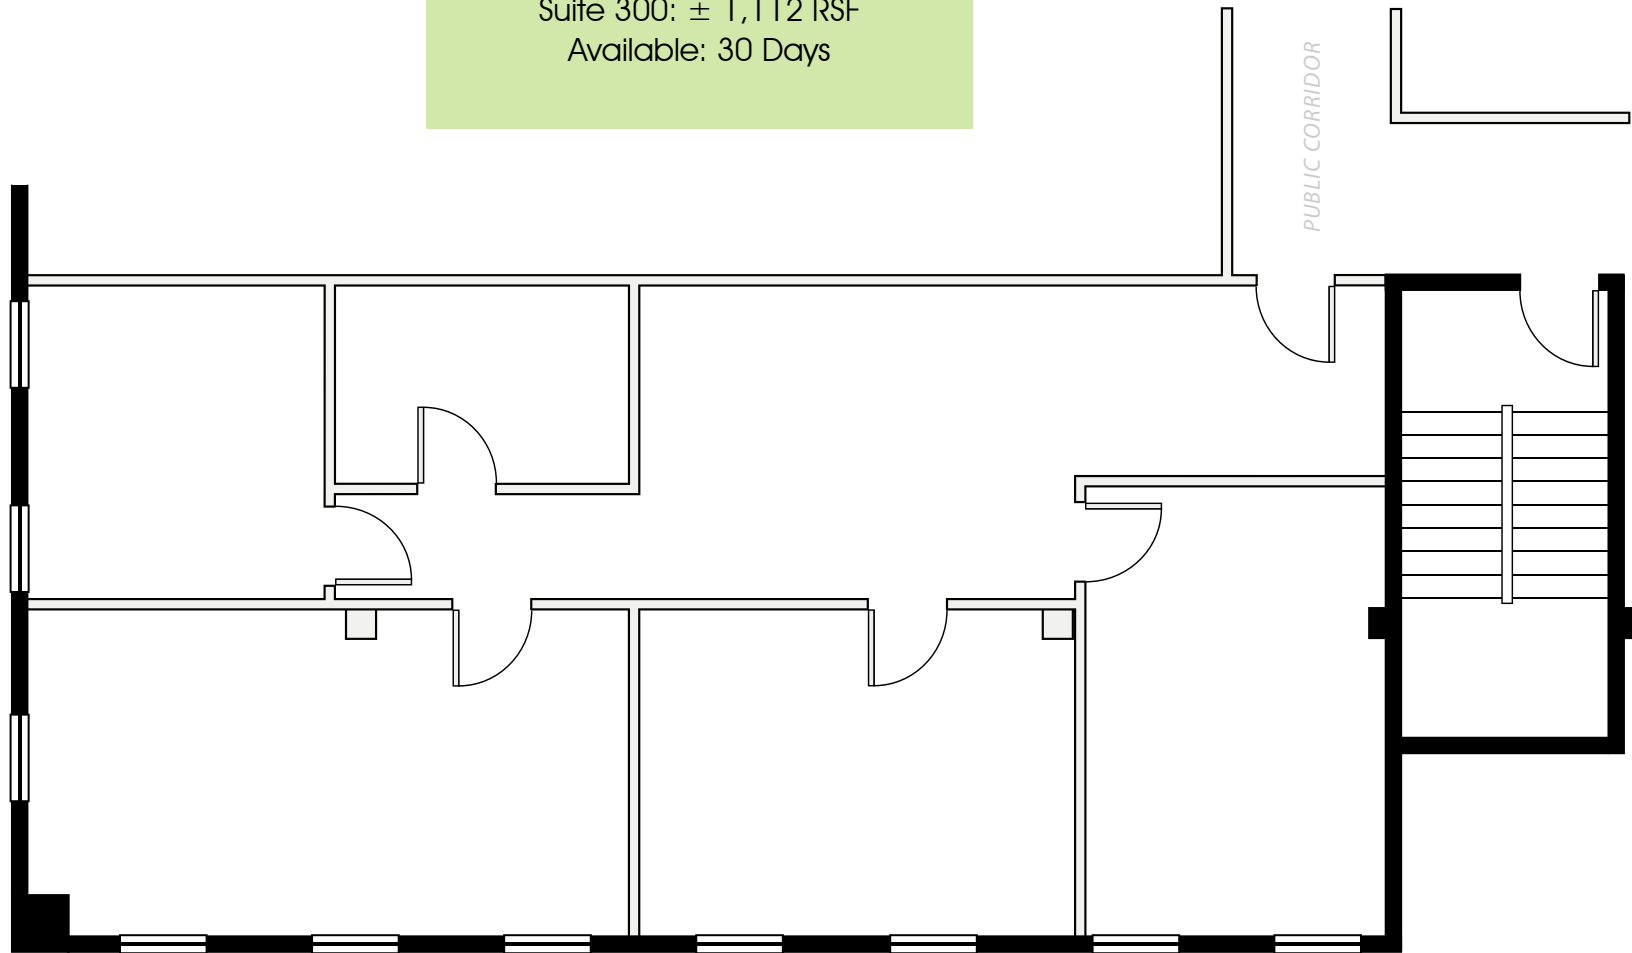 Suite 300: ± 1,112 RSF
Available: 30 Days
PUBLIC CORRIDOR